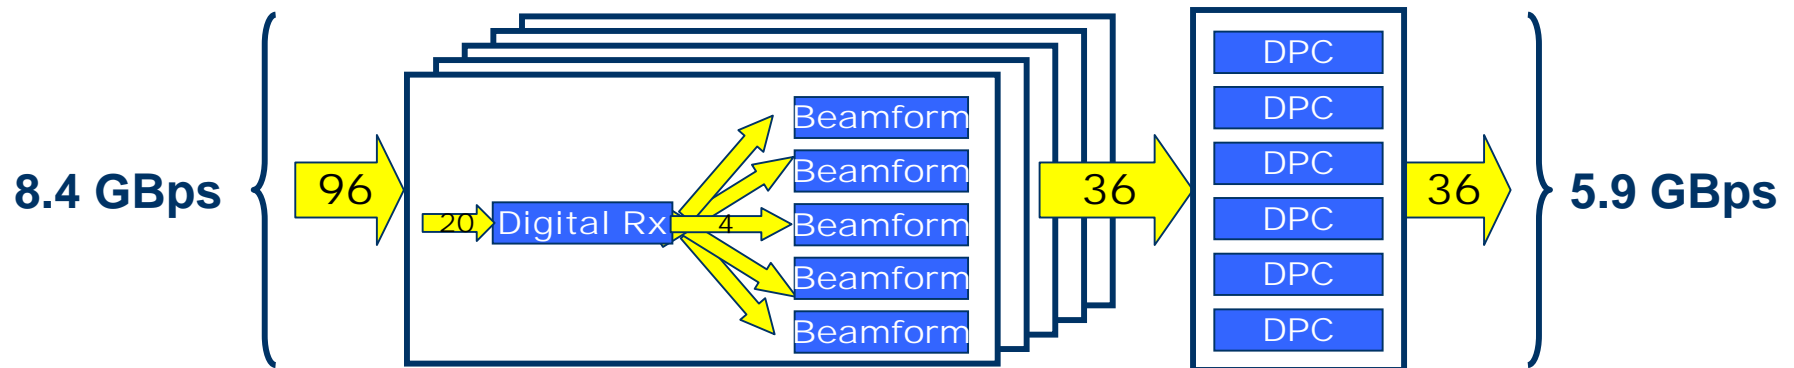 8.4 GBps
96
20
Digital Rx
4
Beamform
Beamform
Beamform
Beamform
Beamform
36
DPC
DPC
DPC
DPC
DPC
DPC
36
5.9 GBps